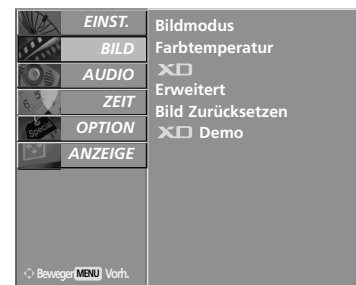 EINST.
BILD
AUDIO
ZEIT
OPTION
ANZEIGE
Bewegen MENU Vorh.
Bildmodus
Farbtemperatur
XD
Erweitert
Bild Zurücksetzen
XD Demo